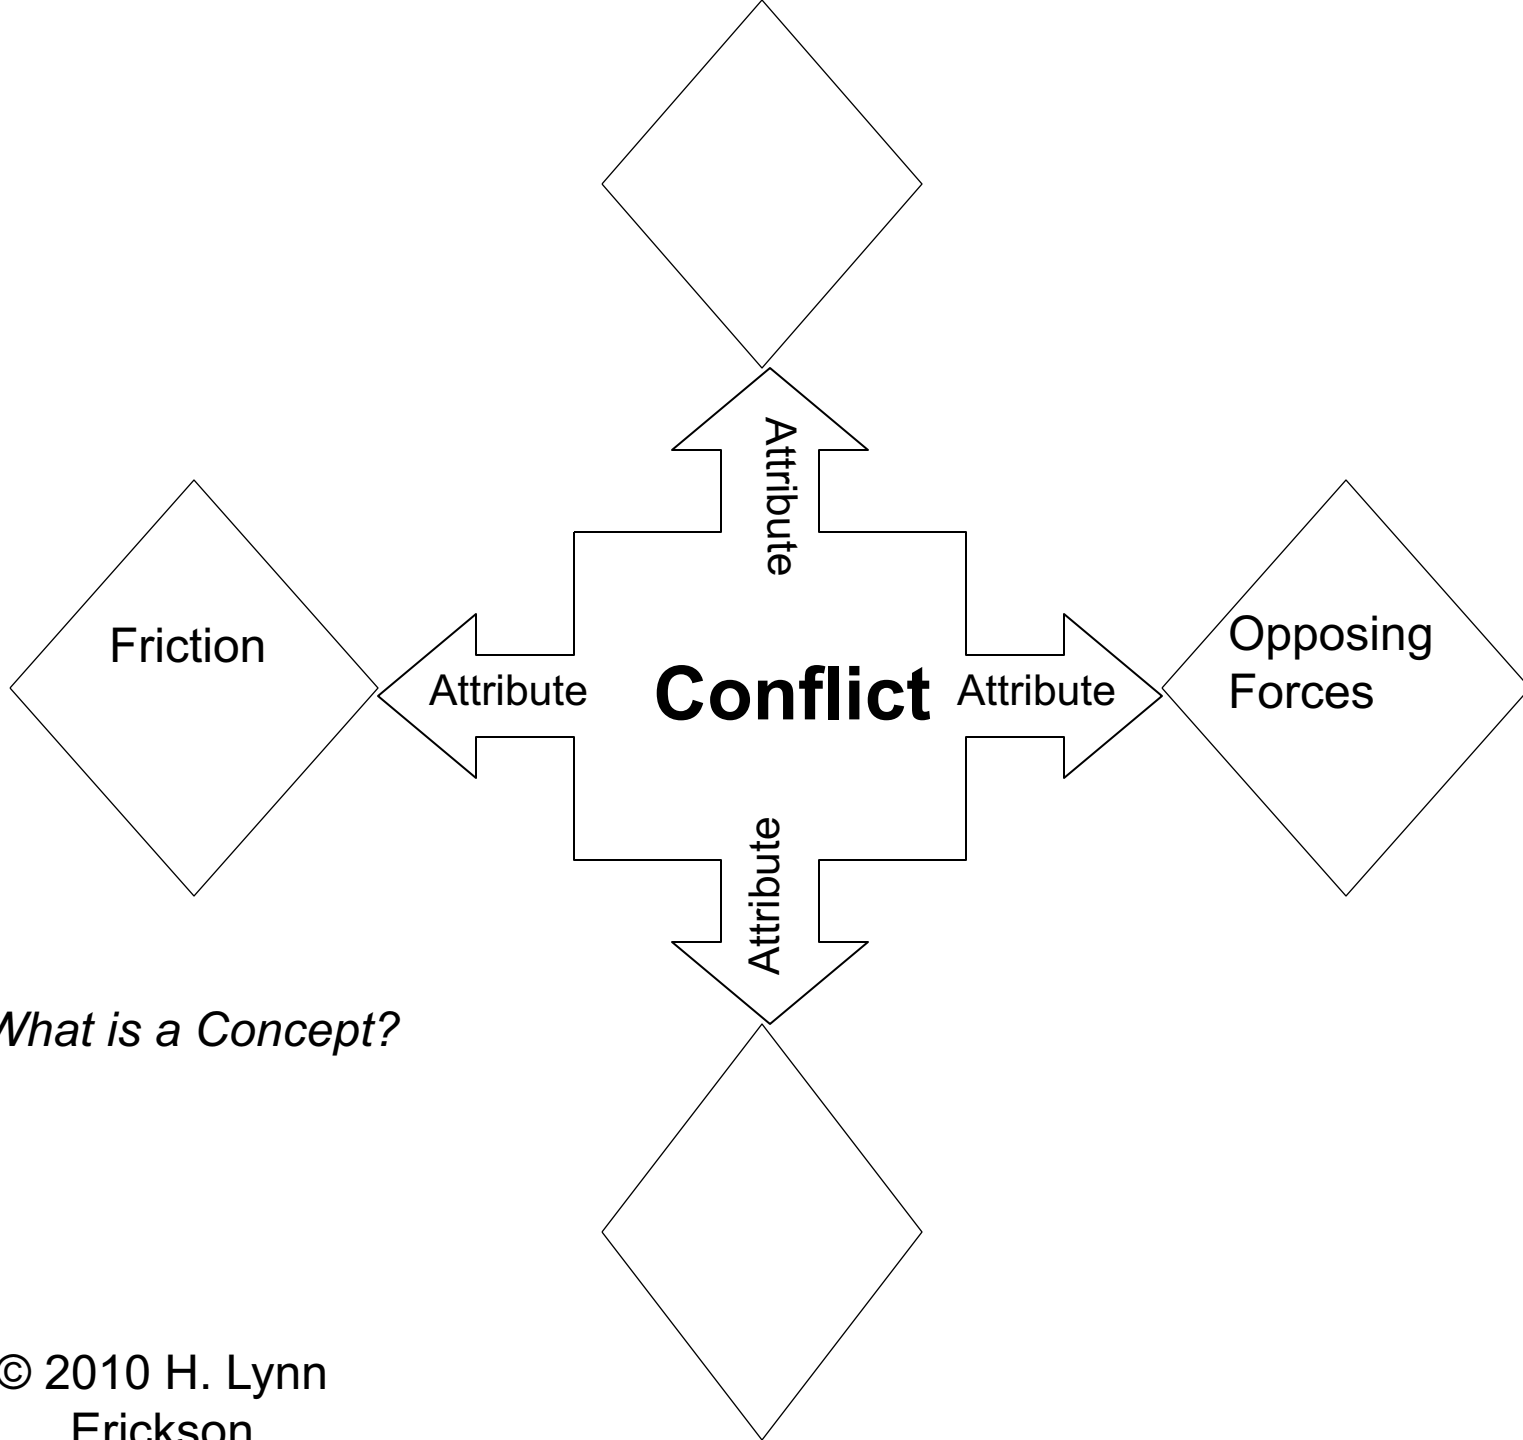 Attribute
Friction
Attribute
Conflict
Attribute
Opposing
Forces
Attribute
What is a Concept?
© 2010 H. Lynn
Erickson